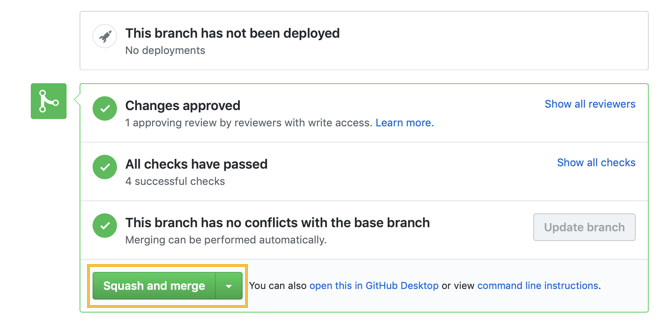 This branch has not been deployed
No deployments
Changes approved
Show all reviewers
1 approving review by reviewers with write access. Learn more.
All checks have passed
Show all checks
4 successful checks
This branch has no conflicts with the base branch
Merging can be performed automatically.
Update branch
Squash and merge
You can also open this in GitHub Desktop or view command line instructions.